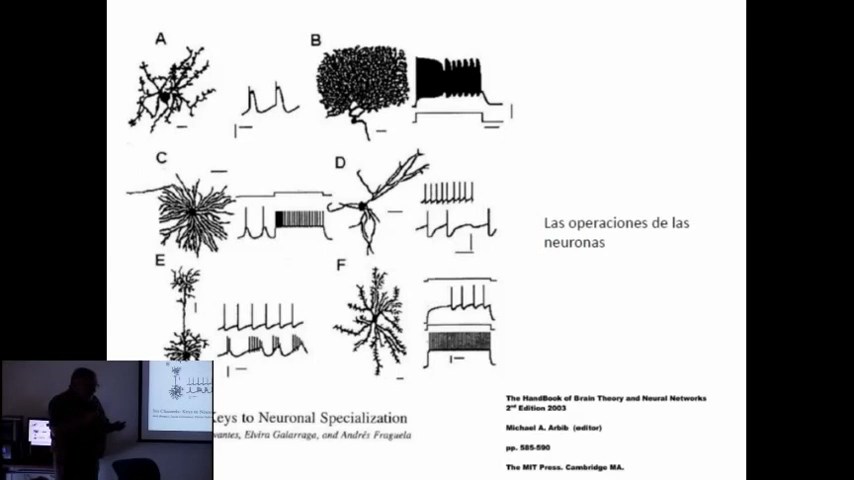 A
B
C
D
E
F
Las operaciones de las
neuronas
Keys to Neuronal Specialization
Elvira Galarraga, and Andrés Fraguela
The HandBook of Brain Theory and Neural Networks
2nd Edition 2003
Michael A. Arbib (editor)
pp. 585-590
The MIT Press. Cambridge MA.